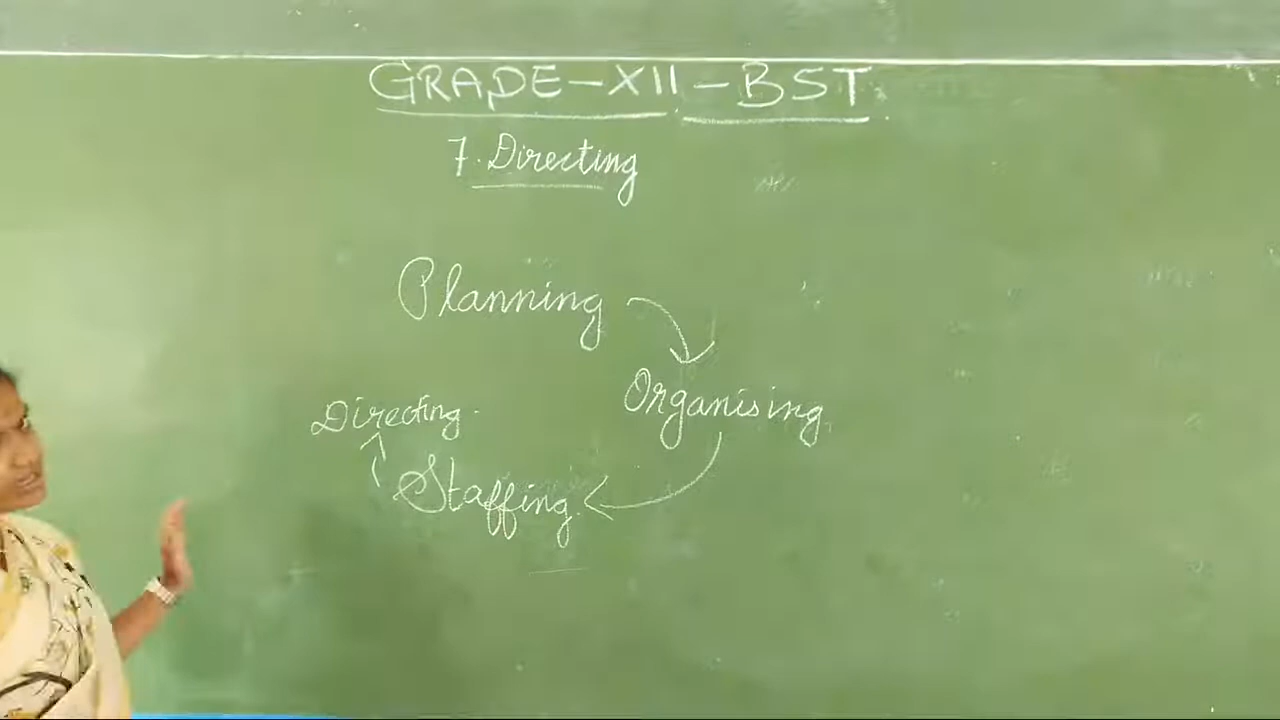 GRADE-XII-BST
7. Directing
Planning
Organising
Directing.
Staffing.